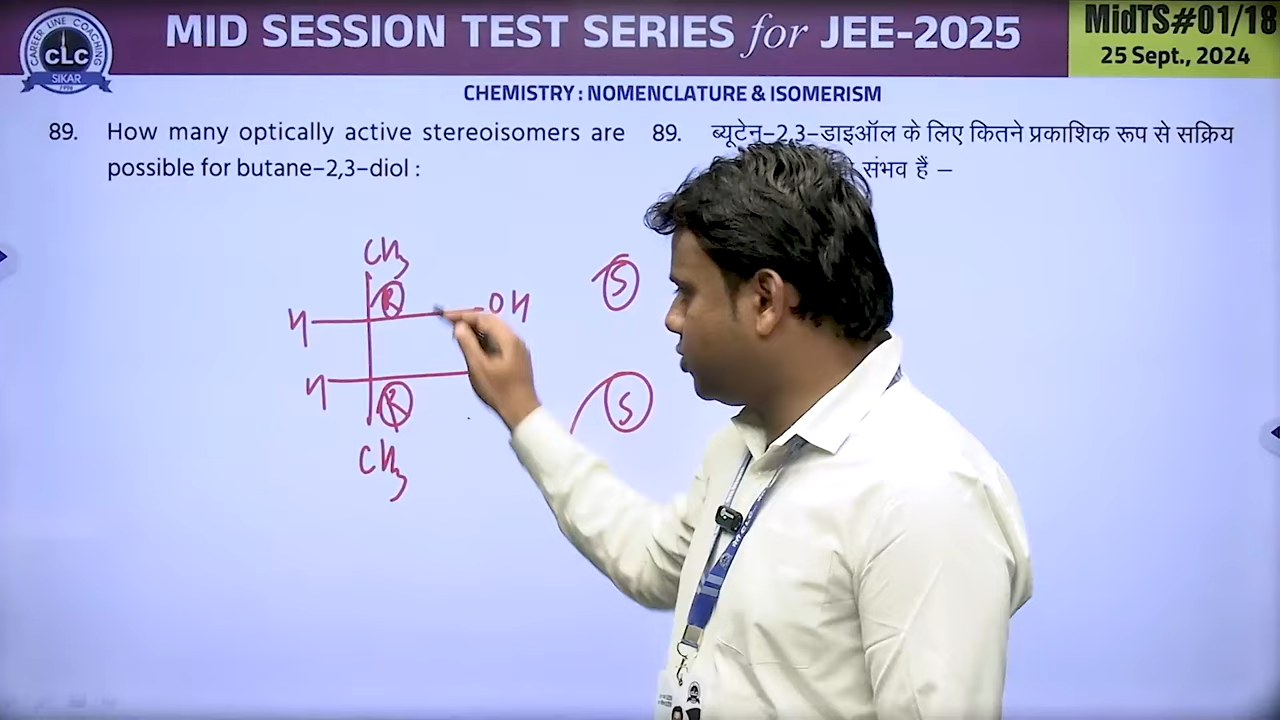 MID SESSION TEST SERIES for JEE-2025
MidTS#01/18
25 Sept., 2024
CAREER LINE COACHING
CLC
SIKAR
1996
CHEMISTRY : NOMENCLATURE & ISOMERISM
89. How many optically active stereoisomers are
possible for butane-2,3-diol :
89. ब्यूटेन-2,3-डाइऑल के लिए कितने प्रकाशिक रूप से सक्रिय
संभव हैं –
CH3
R
H
OH
H
R
CH3
S
S